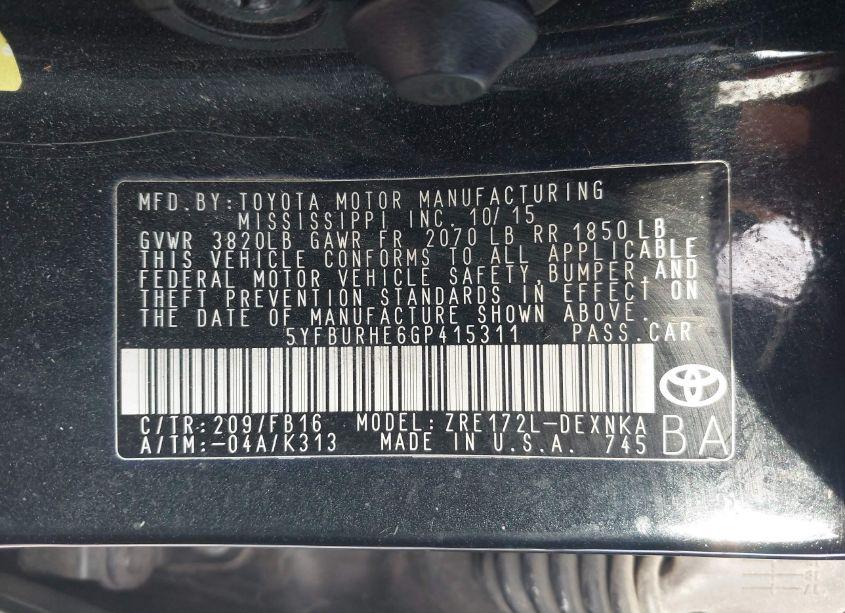 MFD. BY: TOYOTA MOTOR MANUFACTURING
MISSISSIPPI INC. 10/15
GVWR 3820LB GAWR FR 2070 LB RR 1850 LB
THIS VEHICLE CONFORMS TO ALL APPLICABLE
FEDERAL MOTOR VEHICLE SAFETY, BUMPER, AND
THEFT PREVENTION STANDARDS IN EFFECT ON
THE DATE OF MANUFACTURE SHOWN ABOVE.
5YFBURHE6GP415311 PASS. CAR
C/TR: 209/FB16 MODEL: ZRE172L-DEXNKA
A/TM: -04A/K313 MADE IN U.S.A. 745 BA